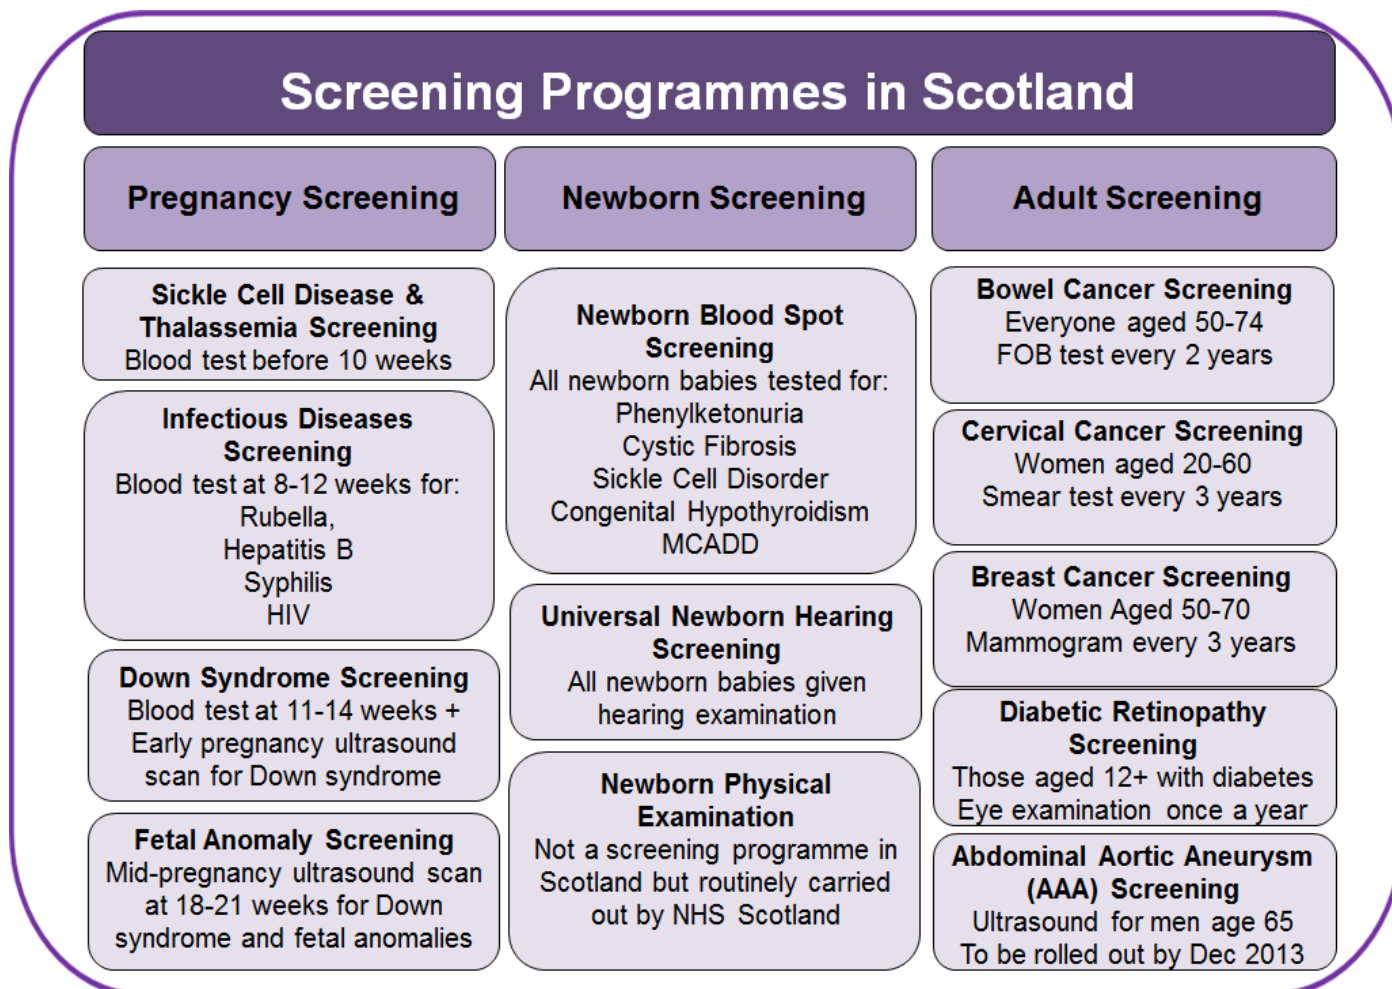 Screening Programmes in Scotland
Pregnancy Screening
Sickle Cell Disease &
Thalassemia Screening
Blood test before 10 weeks
Infectious Diseases
Screening
Blood test at 8-12 weeks for:
Rubella,
Hepatitis B
Syphilis
HIV
Down Syndrome Screening
Blood test at 11-14 weeks +
Early pregnancy ultrasound
scan for Down syndrome
Fetal Anomaly Screening
Mid-pregnancy ultrasound scan
at 18-21 weeks for Down
syndrome and fetal anomalies
Newborn Screening
Newborn Blood Spot
Screening
All newborn babies tested for:
Phenylketonuria
Cystic Fibrosis
Sickle Cell Disorder
Congenital Hypothyroidism
MCADD
Universal Newborn Hearing
Screening
All newborn babies given
hearing examination
Newborn Physical
Examination
Not a screening programme in
Scotland but routinely carried
out by NHS Scotland
Adult Screening
Bowel Cancer Screening
Everyone aged 50-74
FOB test every 2 years
Cervical Cancer Screening
Women aged 20-60
Smear test every 3 years
Breast Cancer Screening
Women Aged 50-70
Mammogram every 3 years
Diabetic Retinopathy
Screening
Those aged 12+ with diabetes
Eye examination once a year
Abdominal Aortic Aneurysm
(AAA) Screening
Ultrasound for men age 65
To be rolled out by Dec 2013